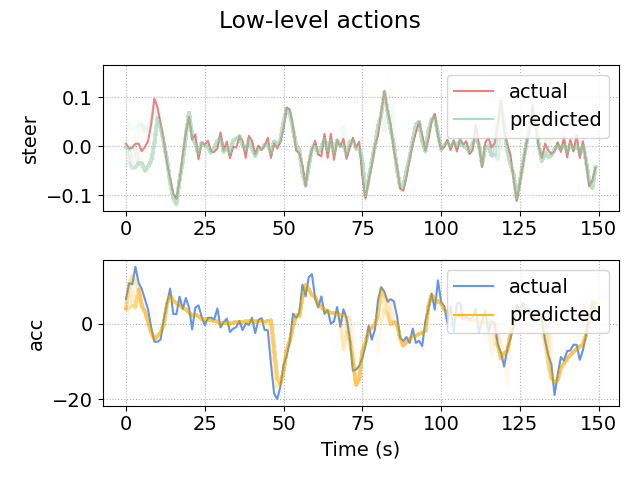 Low-level actions
steer
0.1
0.0
−0.1
actual
predicted
0 25 50 75 100 125 150
acc
0
−20
actual
predicted
0 25 50 75 100 125 150
Time (s)